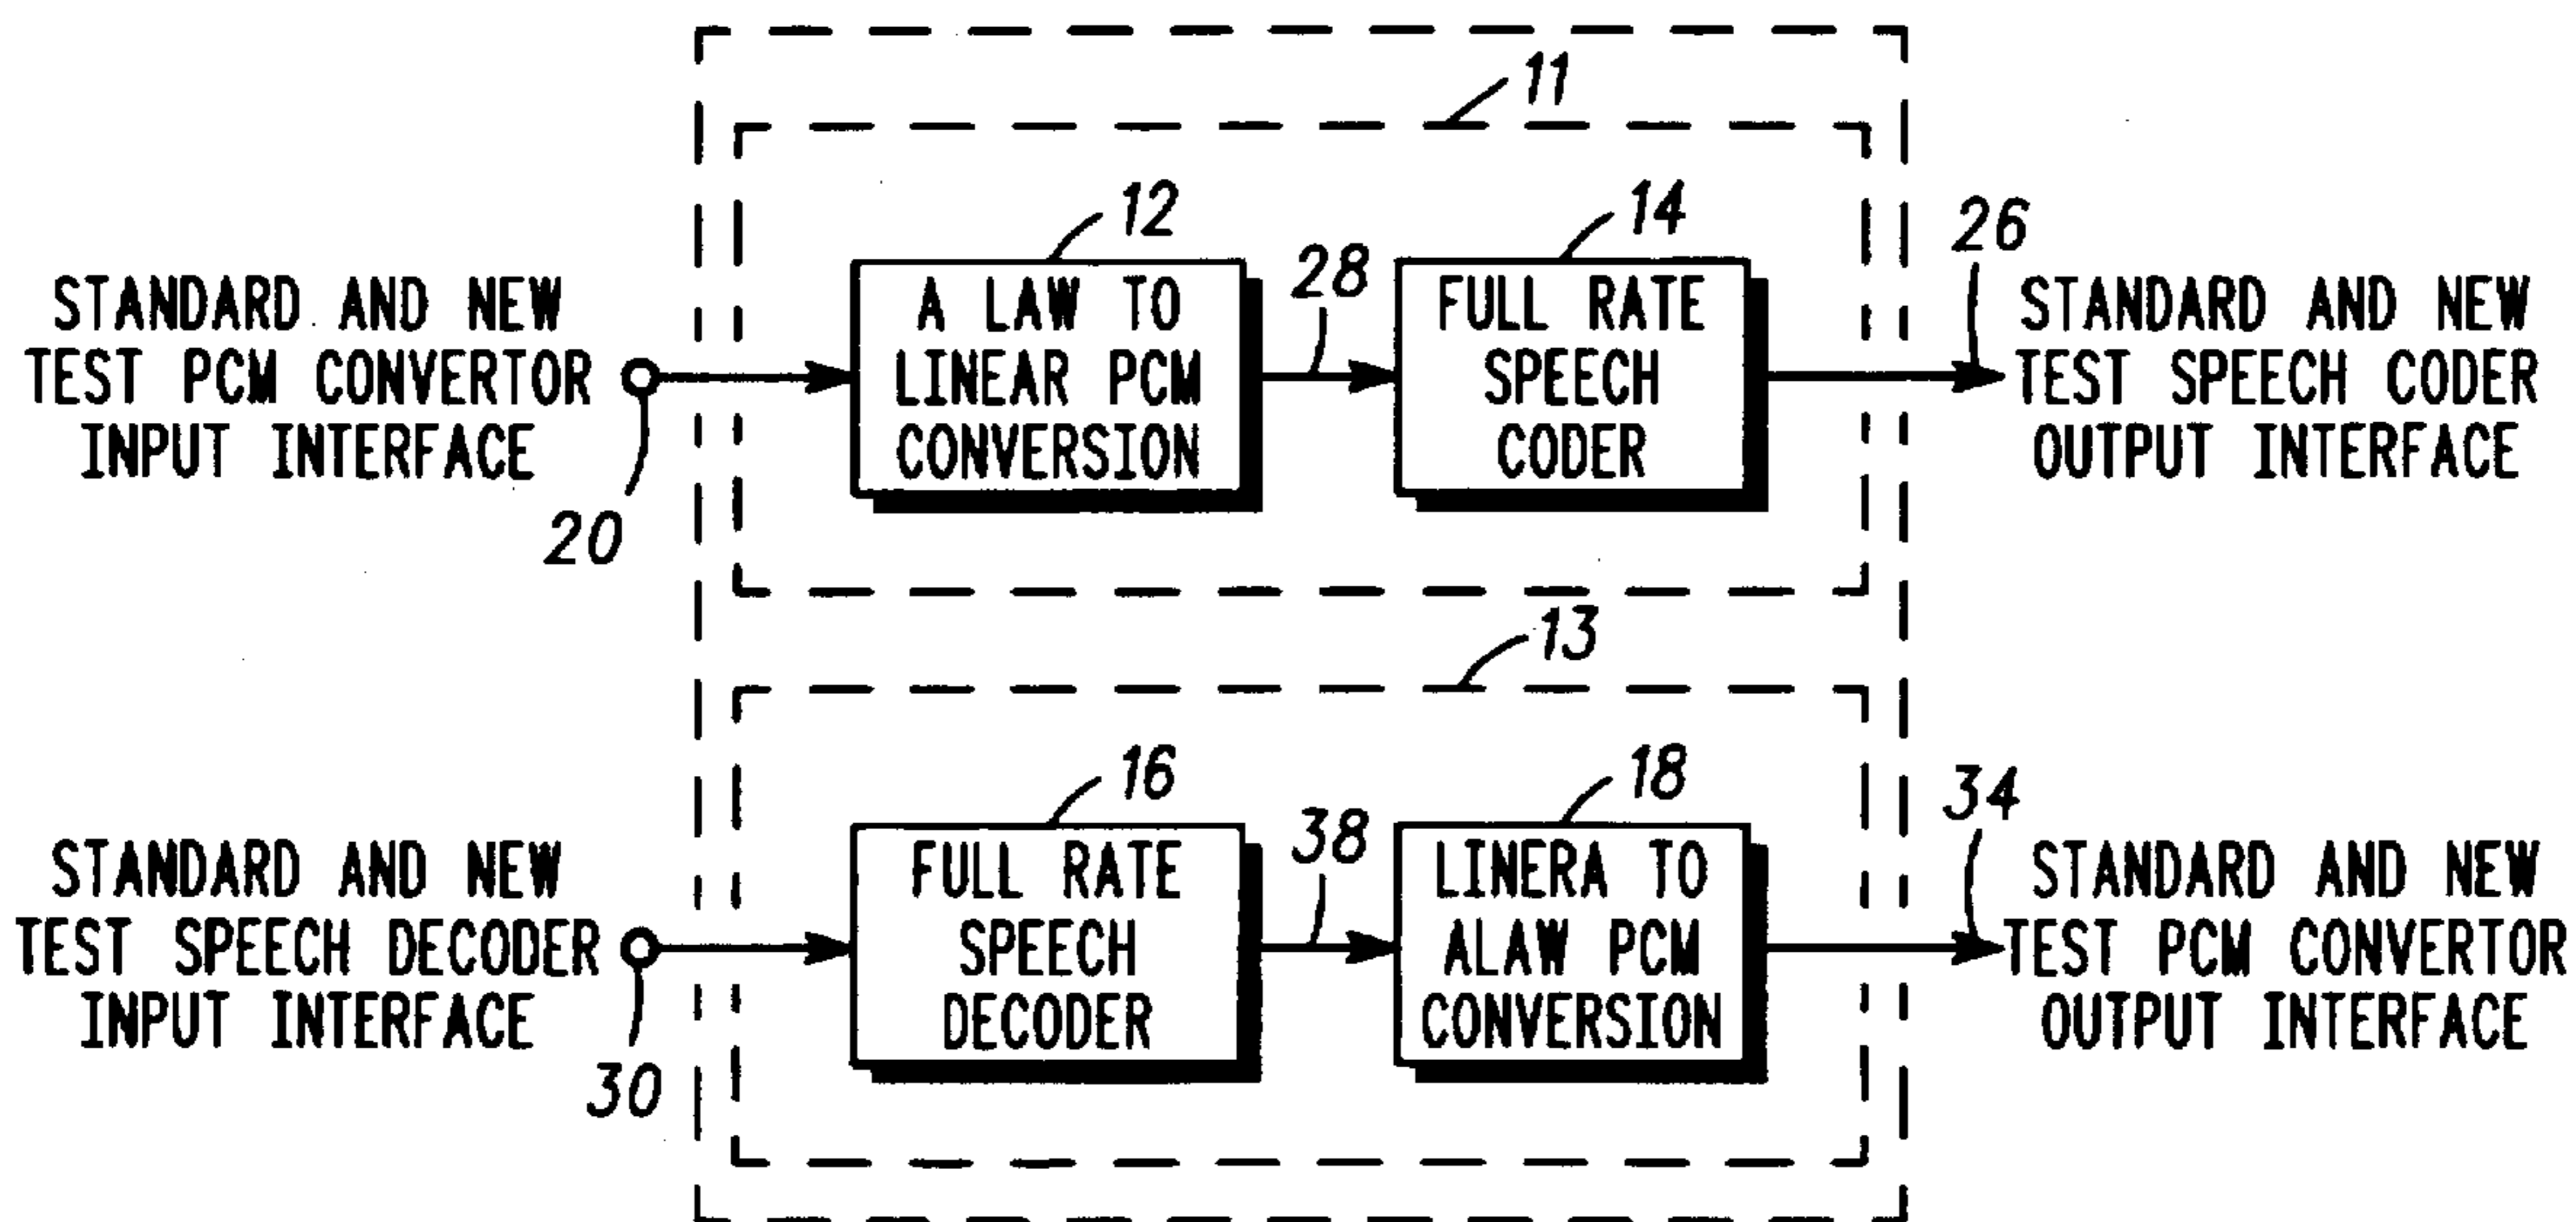 11
12
14
28
26
STANDARD AND NEW
TEST PCM CONVERTOR
INPUT INTERFACE
20
A LAW TO
LINEAR PCM
CONVERSION
FULL RATE
SPEECH
CODER
STANDARD AND NEW
TEST SPEECH CODER
OUTPUT INTERFACE
13
16
18
38
34
STANDARD AND NEW
TEST SPEECH DECODER
INPUT INTERFACE
30
FULL RATE
SPEECH
DECODER
LINERA TO
ALAW PCM
CONVERSION
STANDARD AND NEW
TEST PCM CONVERTOR
OUTPUT INTERFACE